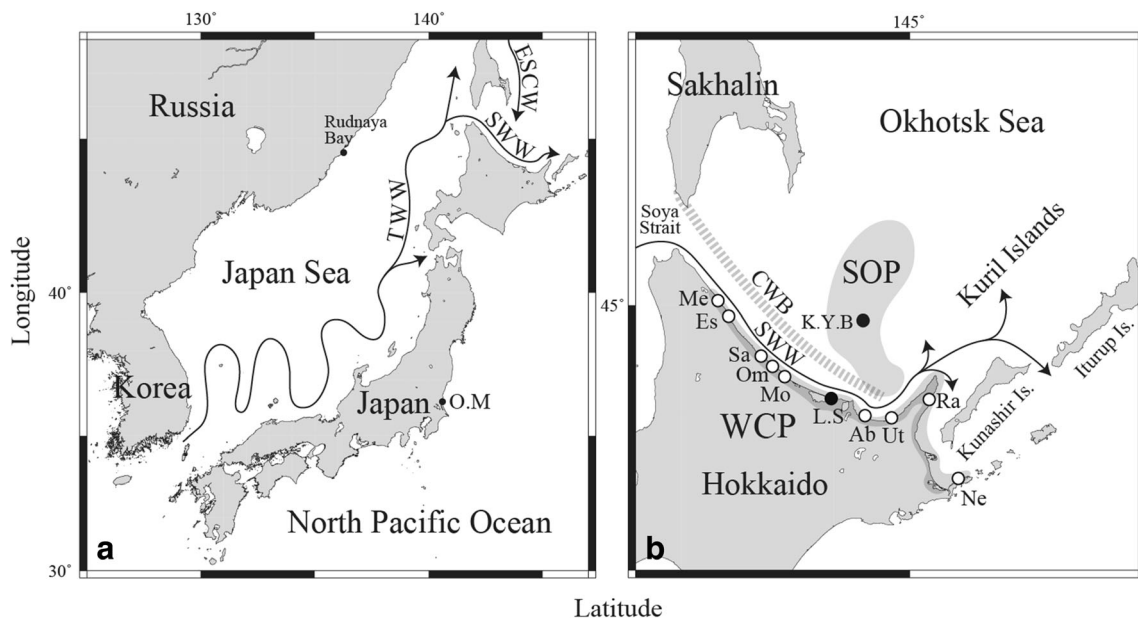 130˚
140˚
145˚
Russia
Rudnaya
Bay
ESCW
SWW
TWW
Japan Sea
40˚
Korea
Japan
O.M
North Pacific Ocean
a
30˚
Longitude
Sakhalin
Okhotsk Sea
Soya
Strait
CWB
SOP
Kuril Islands
45˚
Me
Es
K.Y.B
SWW
Sa
Om
Mo
Iturup Is.
WCP
L.S
Ab
Ut
Ra
Kunashir Is.
Hokkaido
Ne
b
Latitude